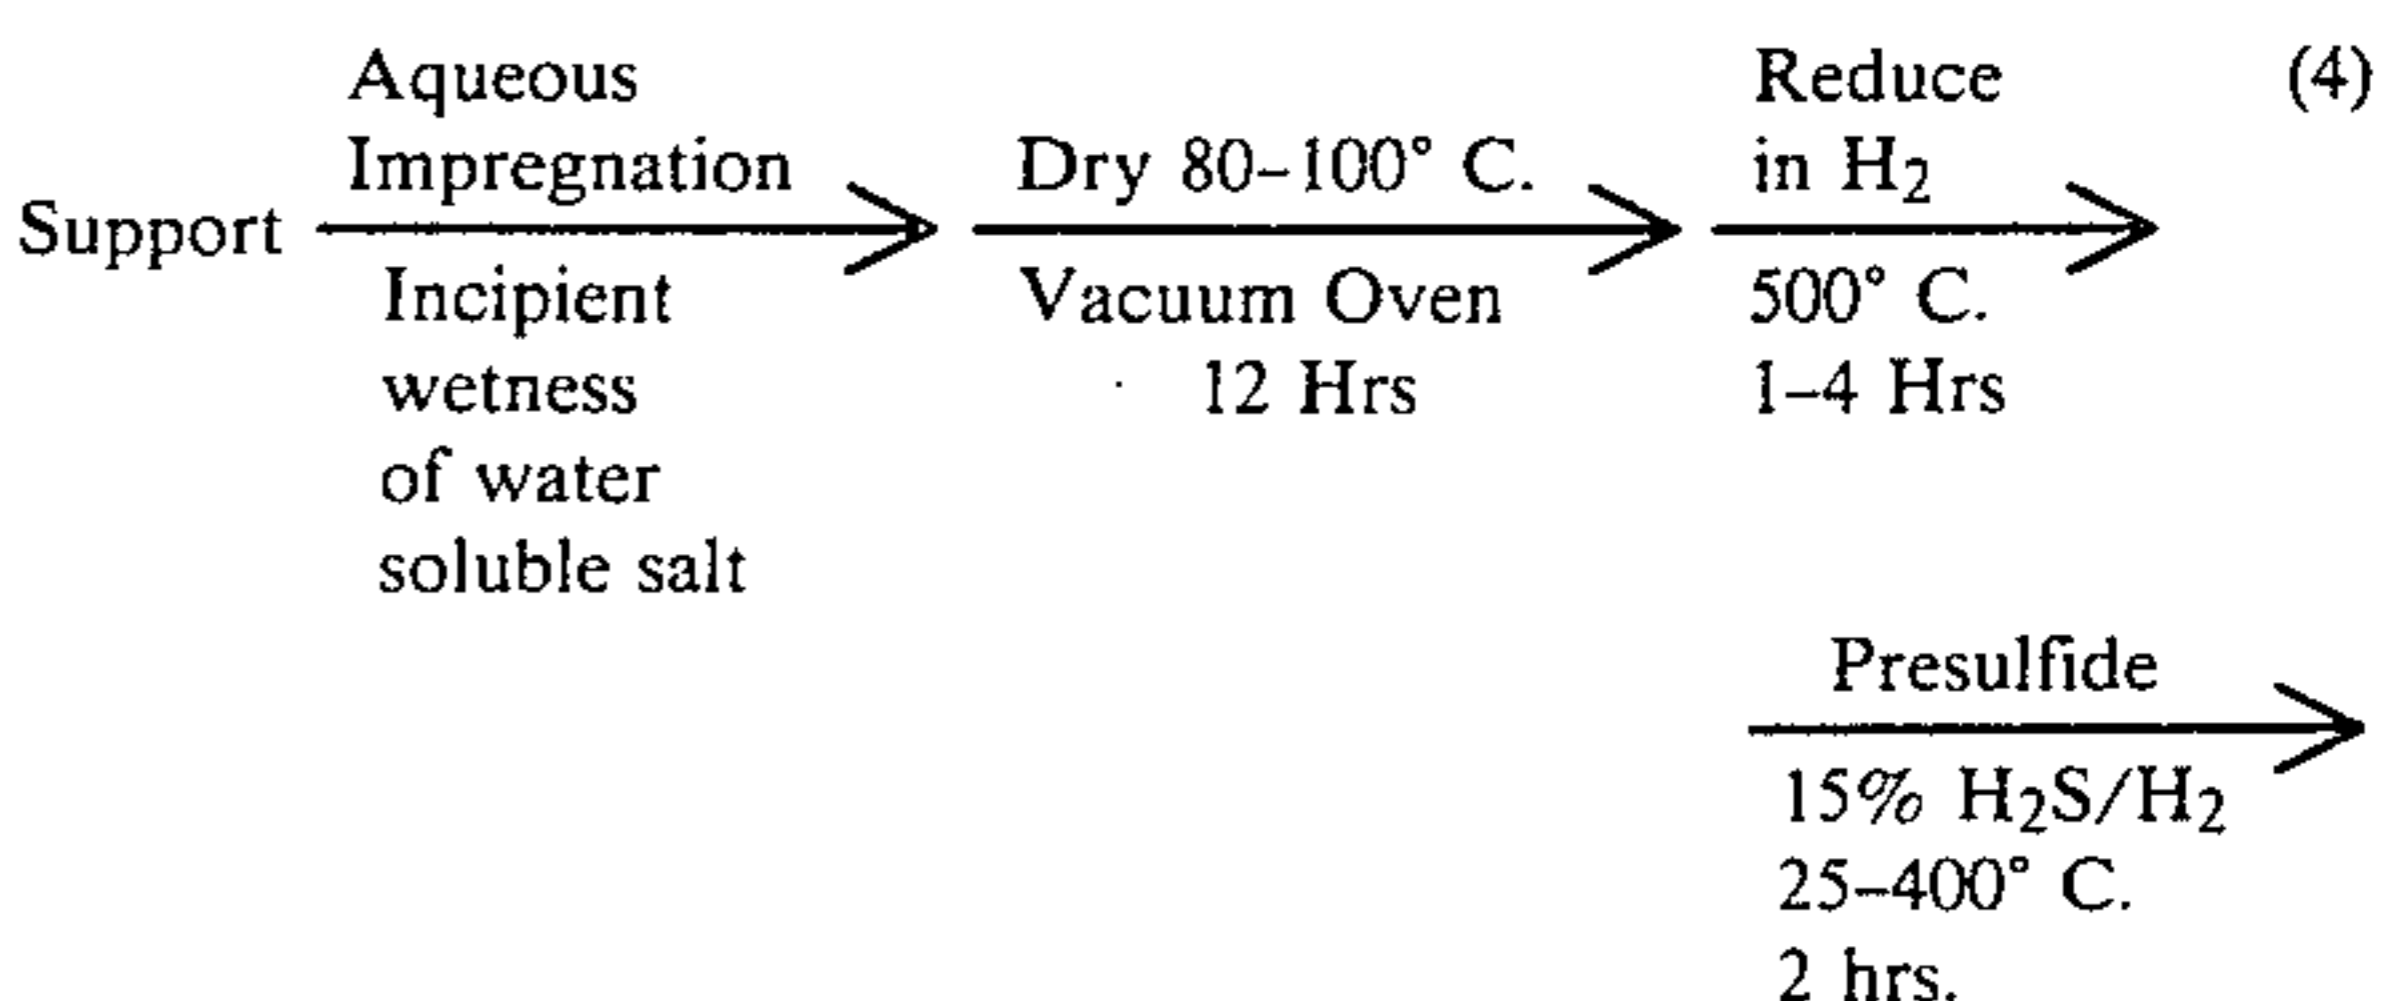 Support
Aqueous
Impregnation
Incipient
wetness
of water
soluble salt
Dry 80–100° C.
Vacuum Oven
12 Hrs
Reduce
in H2
500° C.
1–4 Hrs
(4)
Presulfide
15% H2S/H2
25–400° C.
2 hrs.